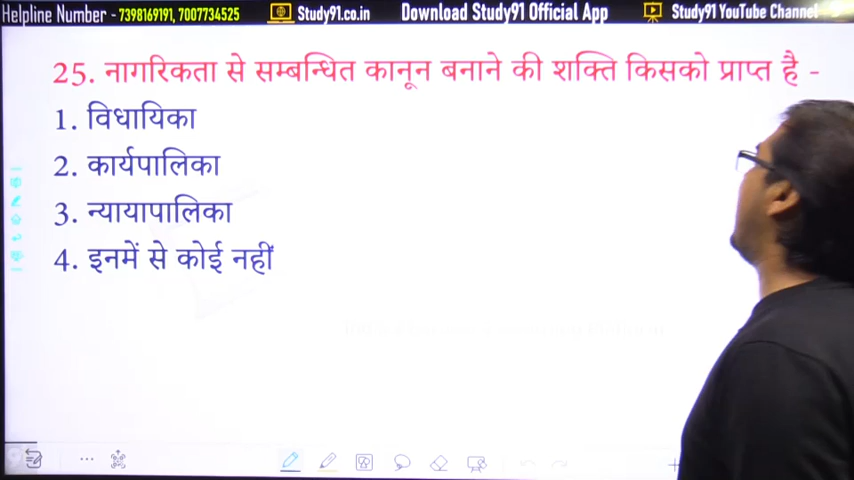 Helpline Number - 7398169191, 7007734525 Study91.co.in Download Study91 Official App Study91 YouTube Channel
25. नागरिकता से सम्बन्धित कानून बनाने की शक्ति किसको प्राप्त है -
1. विधायिका
2. कार्यपालिका
3. न्यायापालिका
4. इनमें से कोई नहीं